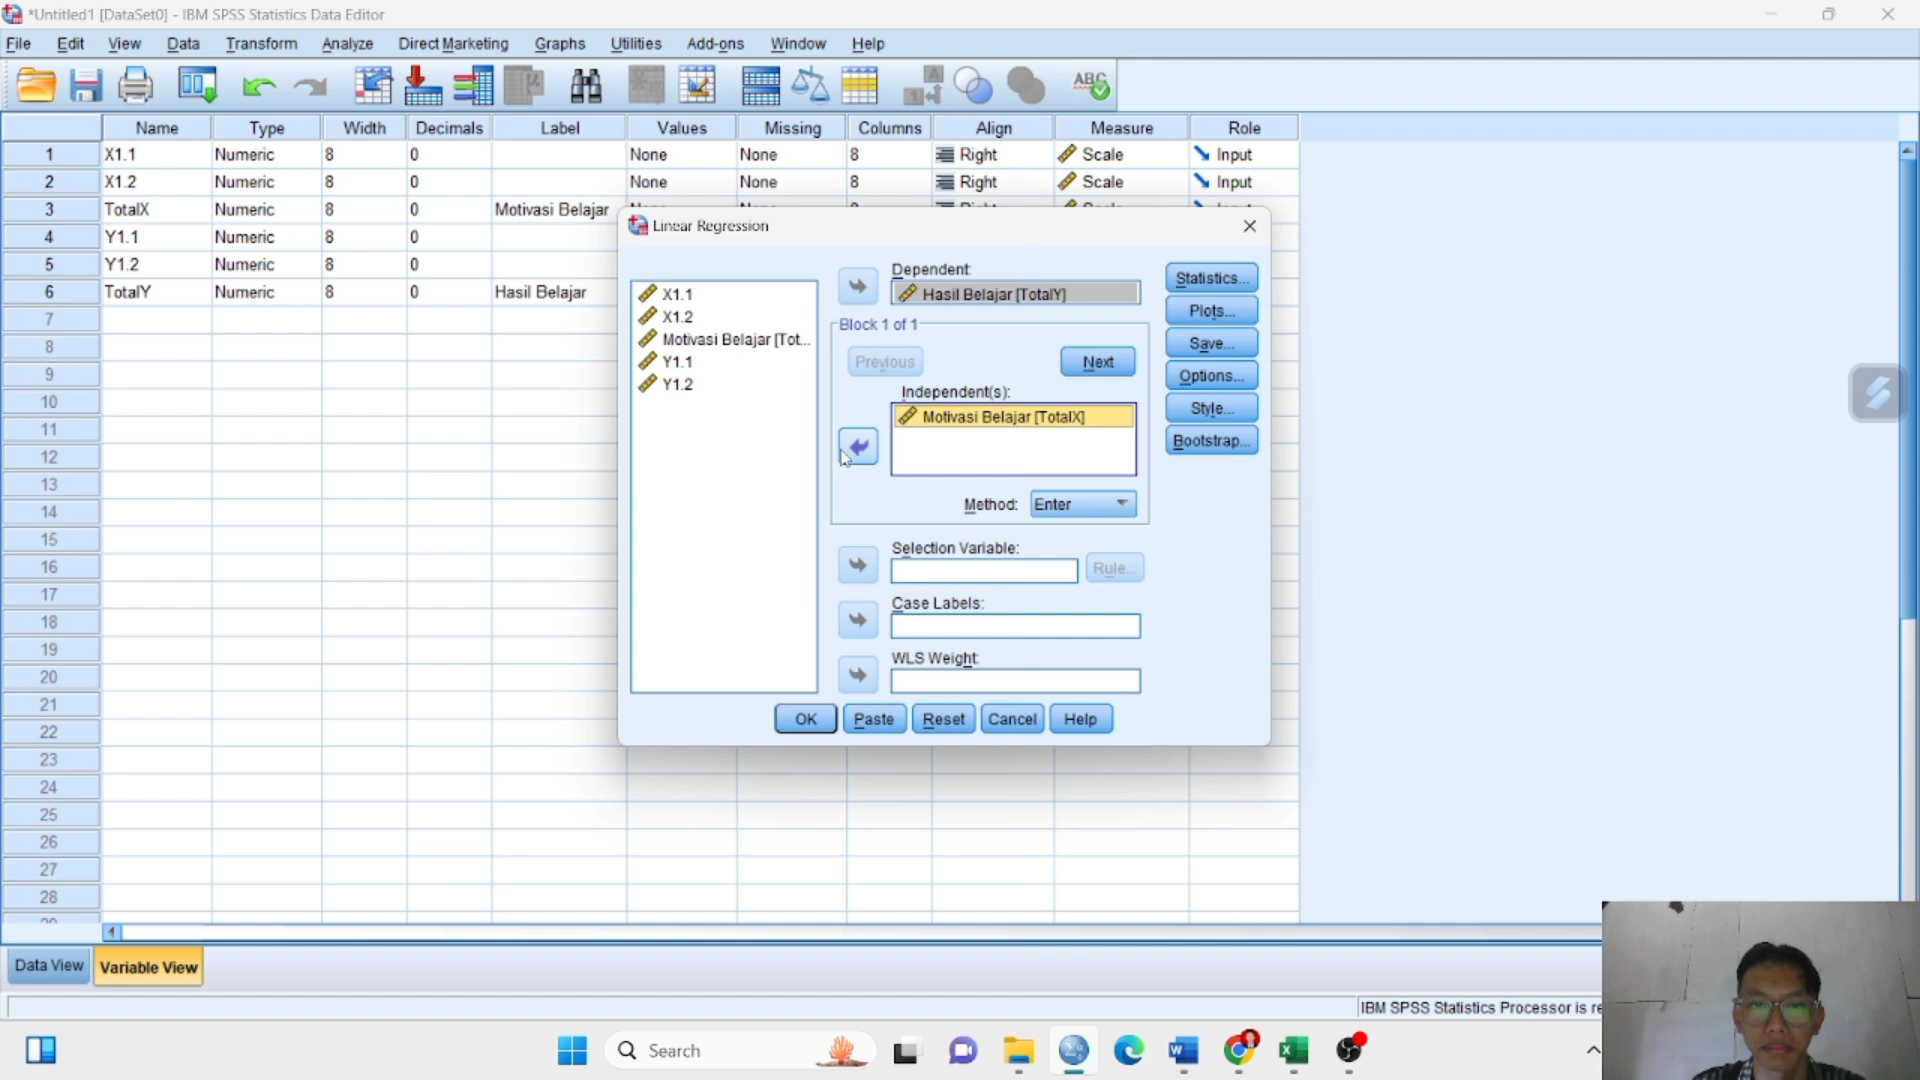 *Untitled1 [DataSet0] - IBM SPSS Statistics Data Editor
File Edit View Data Transform Analyze Direct Marketing Graphs Utilities Add-ons Window Help
Name Type Width Decimals Label Values Missing Columns Align Measure Role
1 X1.1 Numeric 8 0 None None 8 Right Scale Input
2 X1.2 Numeric 8 0 None None 8 Right Scale Input
3 TotalX Numeric 8 0 Motivasi Belajar
4 Y1.1 Numeric 8 0
5 Y1.2 Numeric 8 0
6 TotalY Numeric 8 0 Hasil Belajar
7
8
9
10
11
12
13
14
15
16
17
18
19
20
21
22
23
24
25
26
27
28
Linear Regression
X1.1
X1.2
Motivasi Belajar [Tot...
Y1.1
Y1.2
Dependent:
Hasil Belajar [TotalY]
Block 1 of 1
Previous Next
Independent(s):
Motivasi Belajar [TotalX]
Method: Enter
Selection Variable:
Rule...
Case Labels:
WLS Weight:
Statistics...
Plots...
Save...
Options...
Style...
Bootstrap...
OK Paste Reset Cancel Help
Data View Variable View
IBM SPSS Statistics Processor is re
Search